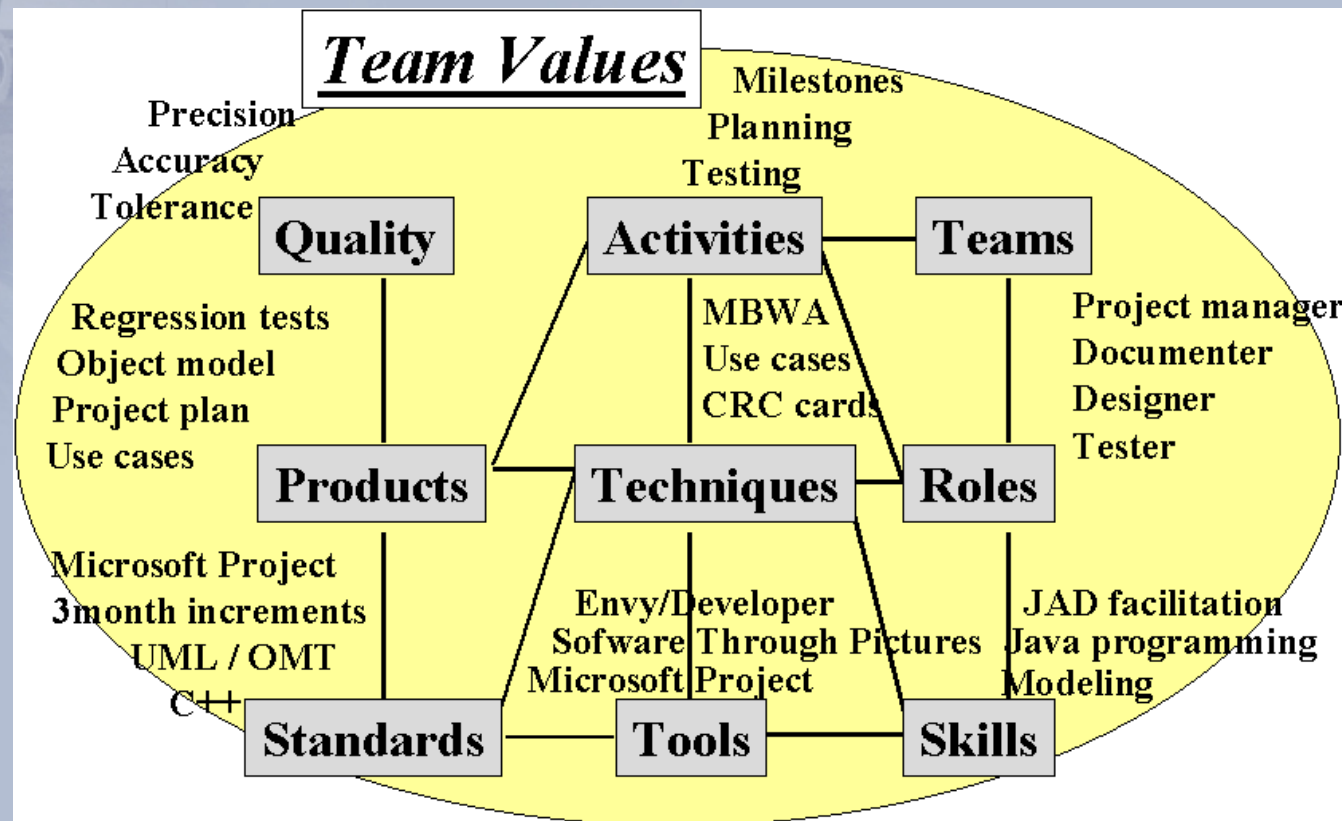 Team Values
Milestones
Precision
Planning
Accuracy
Testing
Tolerance
Quality
Activities
Teams
Regression tests
Object model
Project plan
Use cases
MBWA
Use cases
CRC cards
Project manager
Documenter
Designer
Tester
Products
Techniques
Roles
Microsoft Project
3month increments
UML / OMT
C++
Envy/Developer
Sofware Through Pictures
Microsoft Project
JAD facilitation
Java programming
Modeling
Standards
Tools
Skills